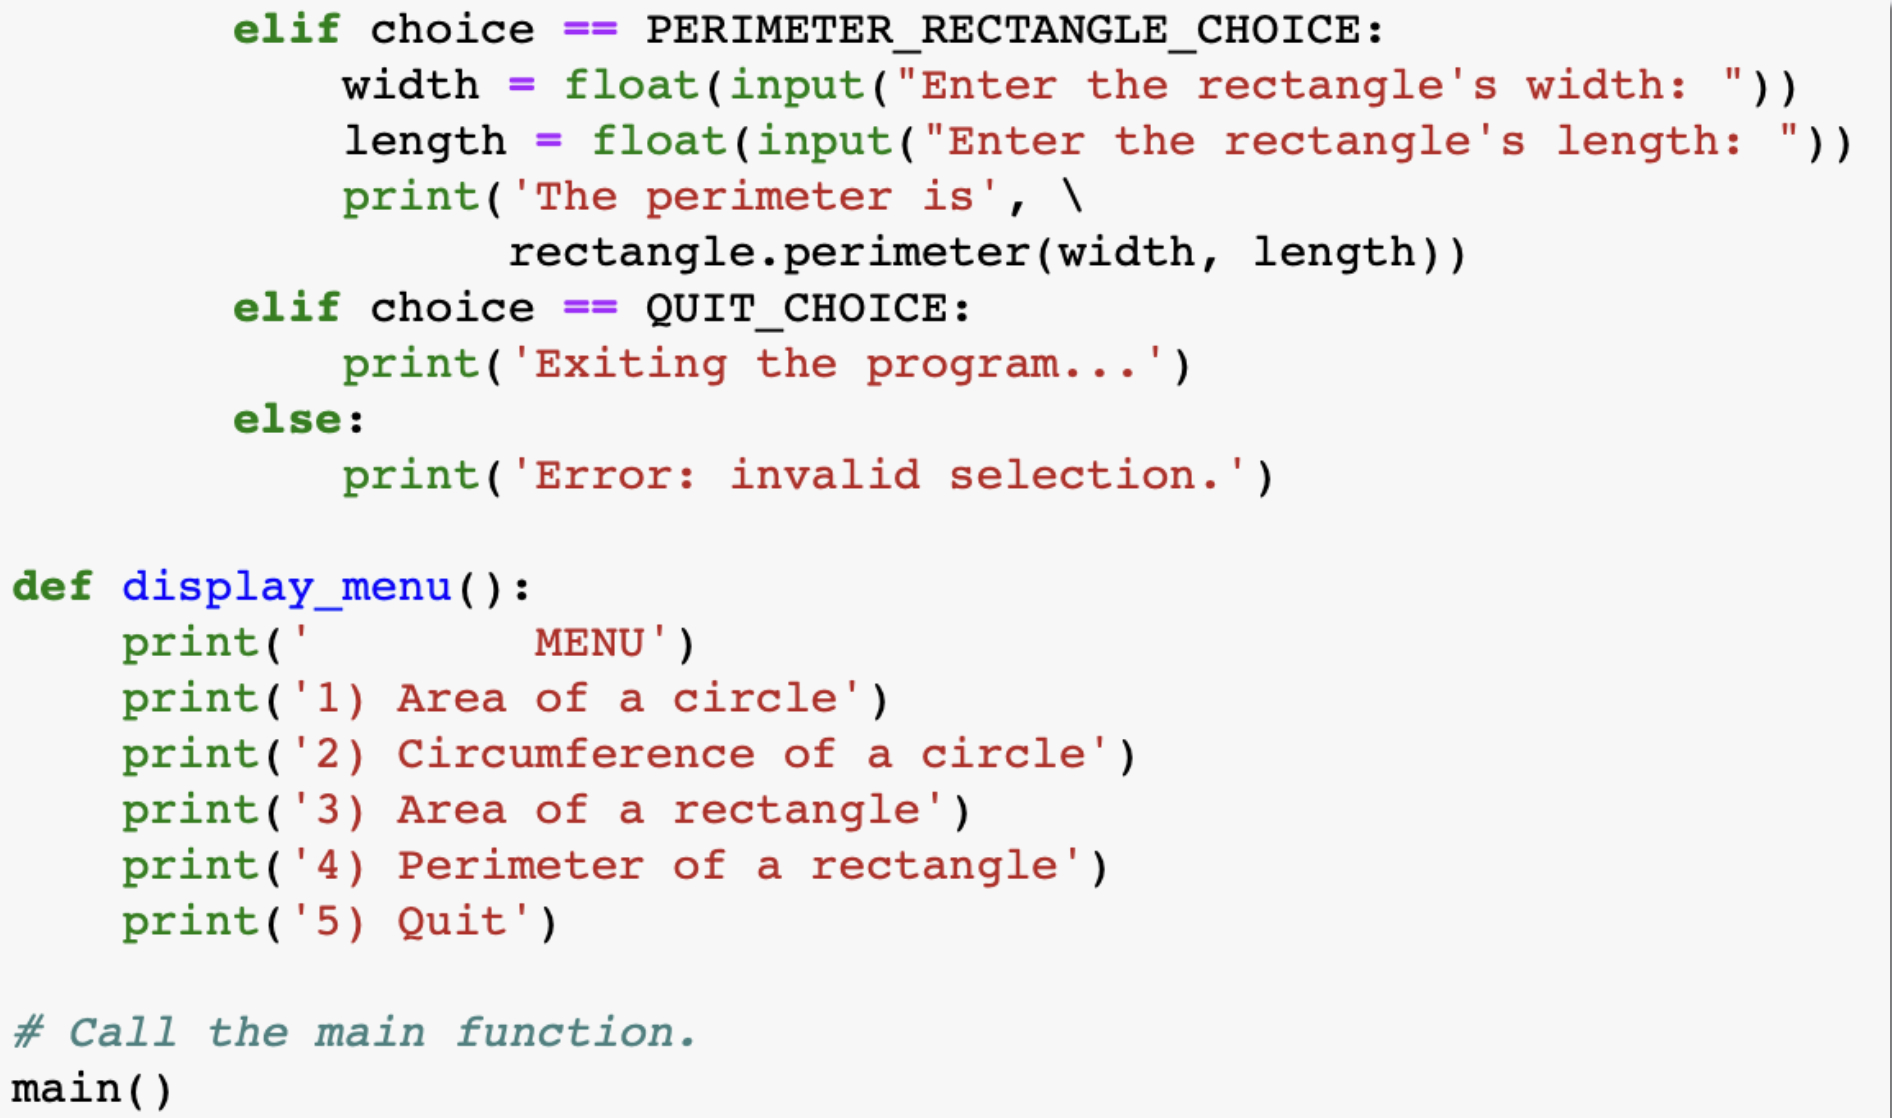 elif choice == PERIMETER_RECTANGLE_CHOICE:
            width = float(input("Enter the rectangle's width: "))
            length = float(input("Enter the rectangle's length: "))
            print('The perimeter is', \
                  rectangle.perimeter(width, length))
        elif choice == QUIT_CHOICE:
            print('Exiting the program...')
        else:
            print('Error: invalid selection.')

def display_menu():
    print('        MENU')
    print('1) Area of a circle')
    print('2) Circumference of a circle')
    print('3) Area of a rectangle')
    print('4) Perimeter of a rectangle')
    print('5) Quit')

# Call the main function.
main()